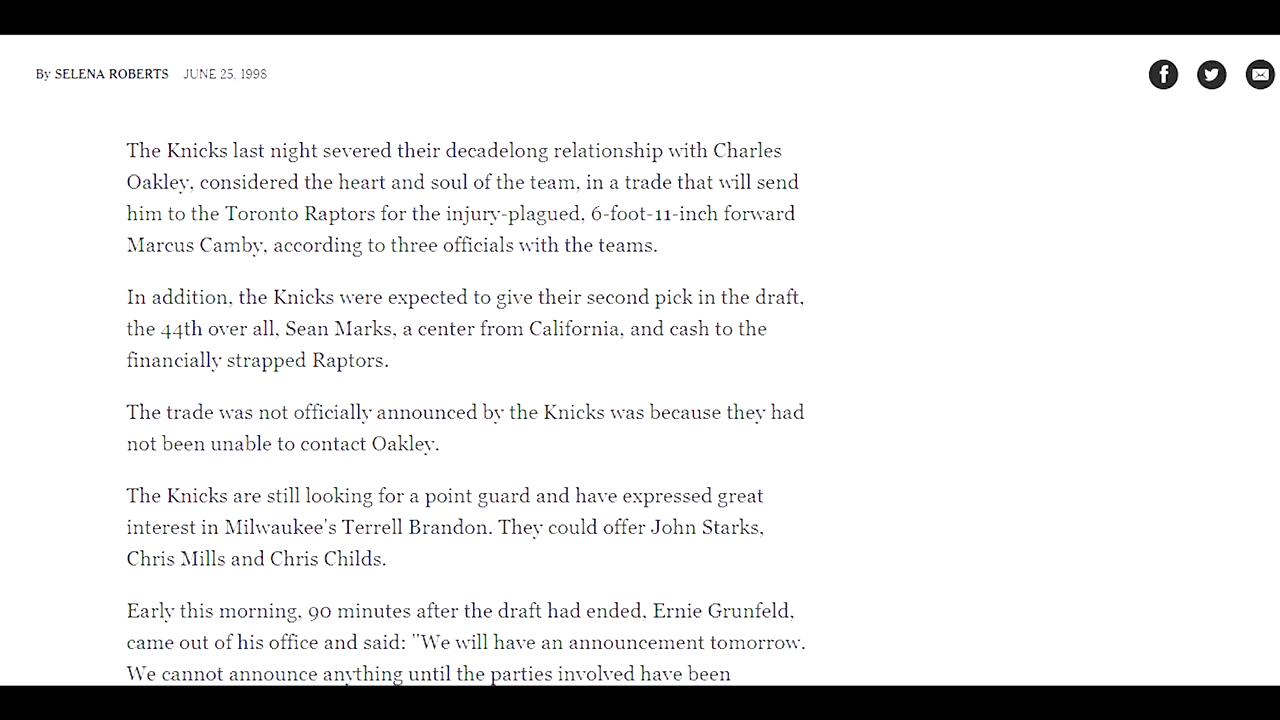 By SELENA ROBERTS JUNE 25, 1998
The Knicks last night severed their decadelong relationship with Charles
Oakley, considered the heart and soul of the team, in a trade that will send
him to the Toronto Raptors for the injury-plagued, 6-foot-11-inch forward
Marcus Camby, according to three officials with the teams.
In addition, the Knicks were expected to give their second pick in the draft,
the 44th over all, Sean Marks, a center from California, and cash to the
financially strapped Raptors.
The trade was not officially announced by the Knicks was because they had
not been unable to contact Oakley.
The Knicks are still looking for a point guard and have expressed great
interest in Milwaukee's Terrell Brandon. They could offer John Starks,
Chris Mills and Chris Childs.
Early this morning, 90 minutes after the draft had ended, Ernie Grunfeld,
came out of his office and said: "We will have an announcement tomorrow.
We cannot announce anything until the parties involved have been